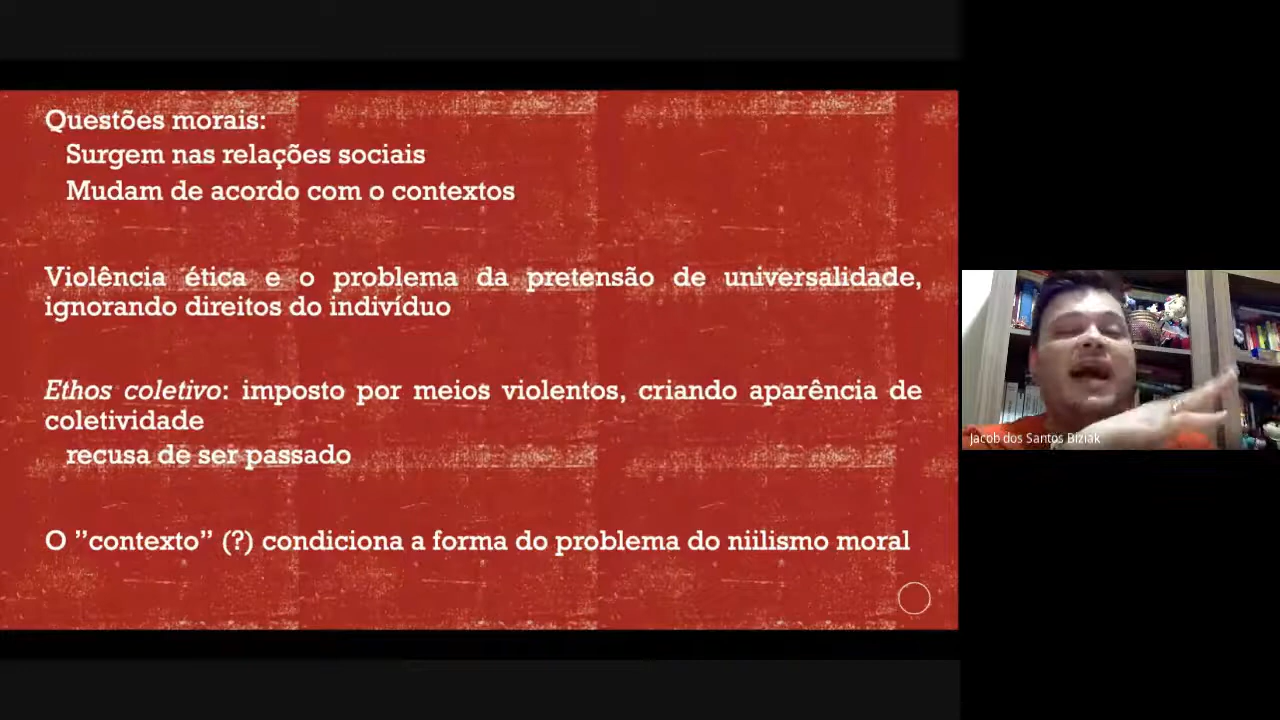 Questões morais:
Surgem nas relações sociais
Mudam de acordo com o contextos
Violência ética e o problema da pretensão de universalidade,
ignorando direitos do indivíduo
Ethos coletivo: imposto por meios violentos, criando aparência de
coletividade
recusa de ser passado
O ”contexto” (?) condiciona a forma do problema do niilismo moral
Jacob dos Santos Biziak